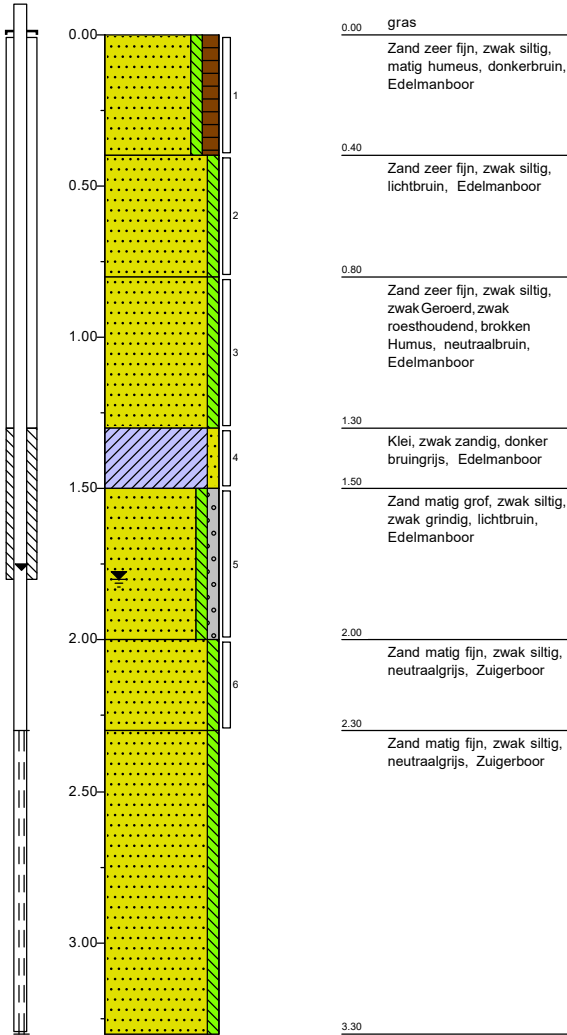 0.00
0.50
1.00
1.50
2.00
2.50
3.00
1
2
3
4
5
6
0.00
gras
Zand zeer fijn, zwak siltig,
matig humeus, donkerbruin,
Edelmanboor
0.40
Zand zeer fijn, zwak siltig,
lichtbruin, Edelmanboor
0.80
Zand zeer fijn, zwak siltig,
zwak Geroerd, zwak
roesthoudend, brokken
Humus, neutraalbruin,
Edelmanboor
1.30
Klei, zwak zandig, donker
bruingrijs, Edelmanboor
1.50
Zand matig grof, zwak siltig,
zwak grindig, lichtbruin,
Edelmanboor
2.00
Zand matig fijn, zwak siltig,
neutraalgrijs, Zuigerboor
2.30
Zand matig fijn, zwak siltig,
neutraalgrijs, Zuigerboor
3.30